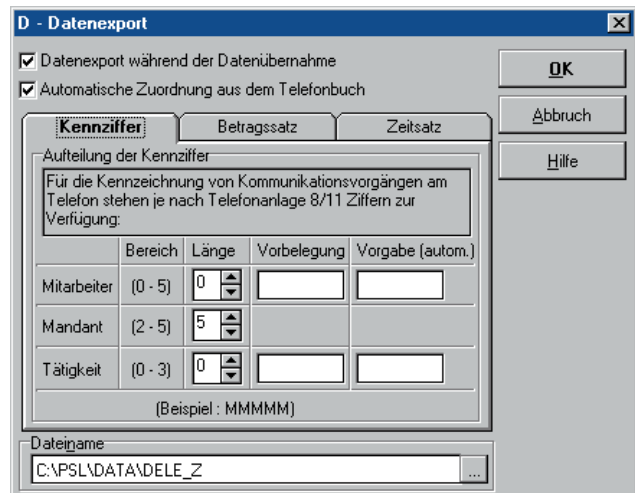 D - Datenexport
Datenexport während der Datenübernahme
Automatische Zuordnung aus dem Telefonbuch
OK
Abbruch
Hilfe
Kennziffer Betragssatz Zeitsatz
Aufteilung der Kennziffer
Für die Kennzeichnung von Kommunikationsvorgängen am
Telefon stehen je nach Telefonanlage 8/11 Ziffern zur
Verfügung:
Bereich Länge Vorbelegung Vorgabe (autom.)
Mitarbeiter (0 - 5) 0
Mandant (2 - 5) 5
Tätigkeit (0 - 3) 0
(Beispiel : MMMMM)
Dateiname
C:\PSL\DATA\DELE_Z ...